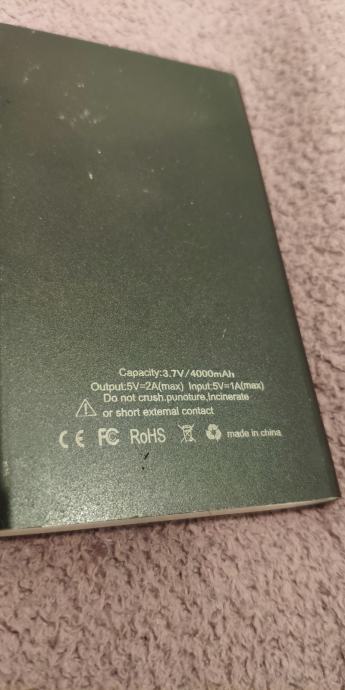 Capacity:3.7V/4000mAh
Output:5V=2A(max) Input:5V=1A(max)
Do not crush.punoture,Incinerate
or short external contact
CE FC RoHS made in china